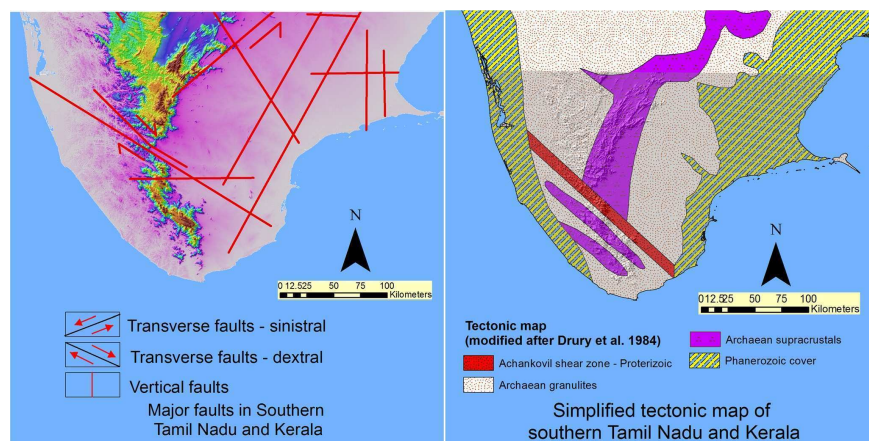 N
0 12.525 50 75 100
Kilometers
Transverse faults - sinistral
Transverse faults - dextral
Vertical faults
Major faults in Southern
Tamil Nadu and Kerala
N
0 12.525 50 75 100
Kilometers
Tectonic map
(modified after Drury et al. 1984)
Achankovil shear zone - Proterizoic
Archaean granulites
Archaean supracrustals
Phanerozoic cover
Simplified tectonic map of
southern Tamil Nadu and Kerala